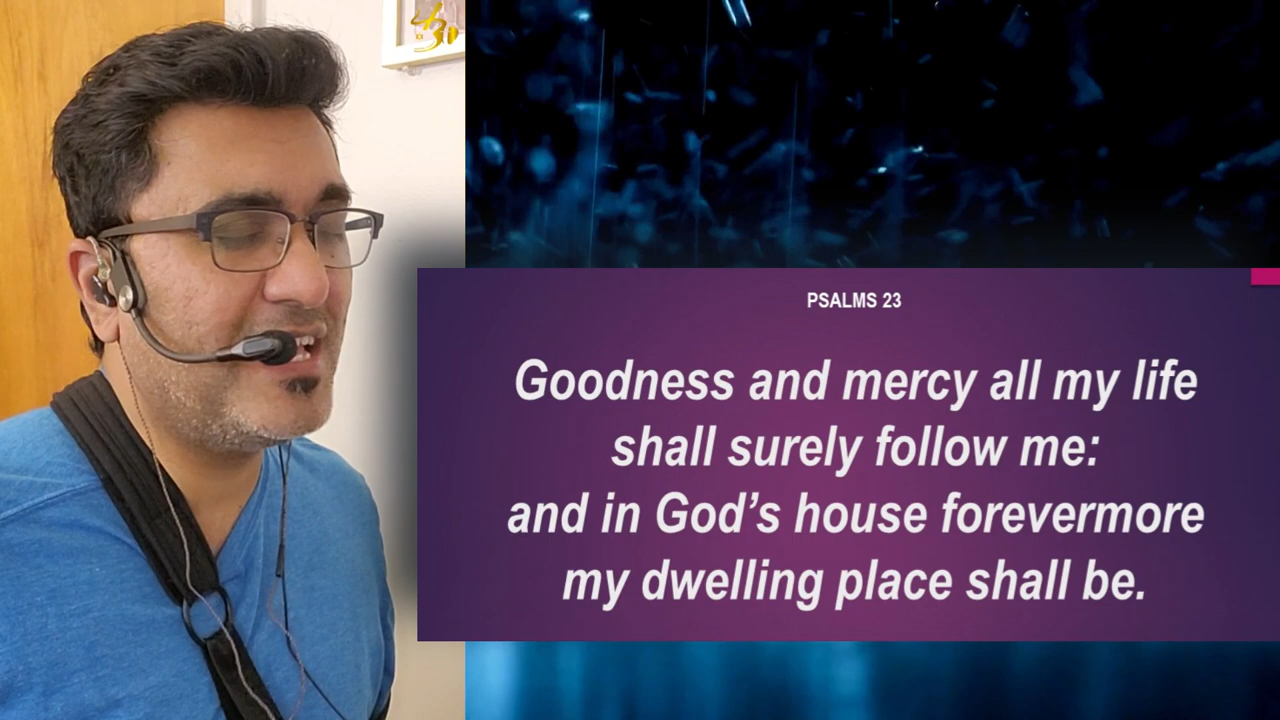 PSALMS 23
Goodness and mercy all my life
shall surely follow me:
and in God’s house forevermore
my dwelling place shall be.